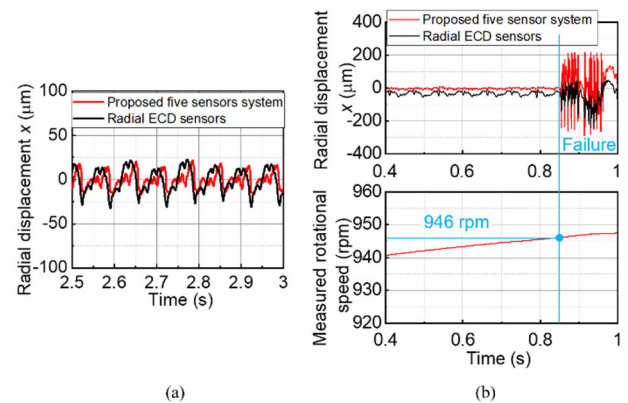 Radial displacement x (μm)
100
50
0
-50
-100
Proposed five sensors system
Radial ECD sensors
2.5 2.6 2.7 2.8 2.9 3
Time (s)
(a)
Radial displacement
x (μm)
400
200
0
-200
-400
Proposed five sensor system
Radial ECD sensors
Failure
0.4 0.6 0.8 1
Measured rotational
speed (rpm)
960
950
940
930
920
946 rpm
0.4 0.6 0.8 1
Time (s)
(b)